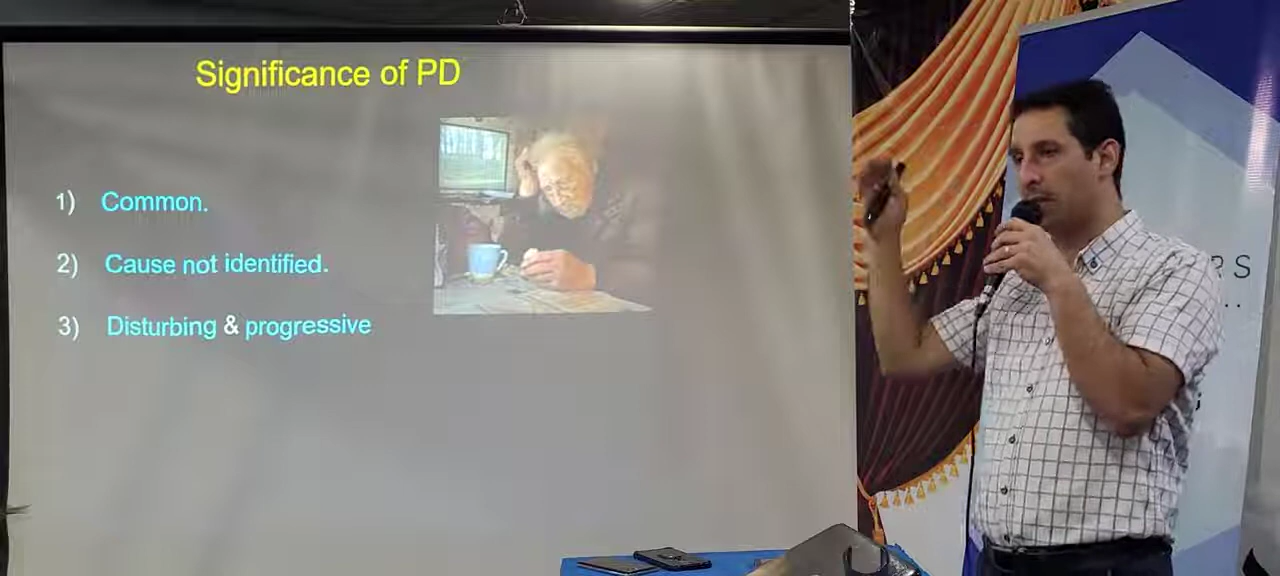 Significance of PD
1) Common.
2) Cause not identified.
3) Disturbing & progressive
R S